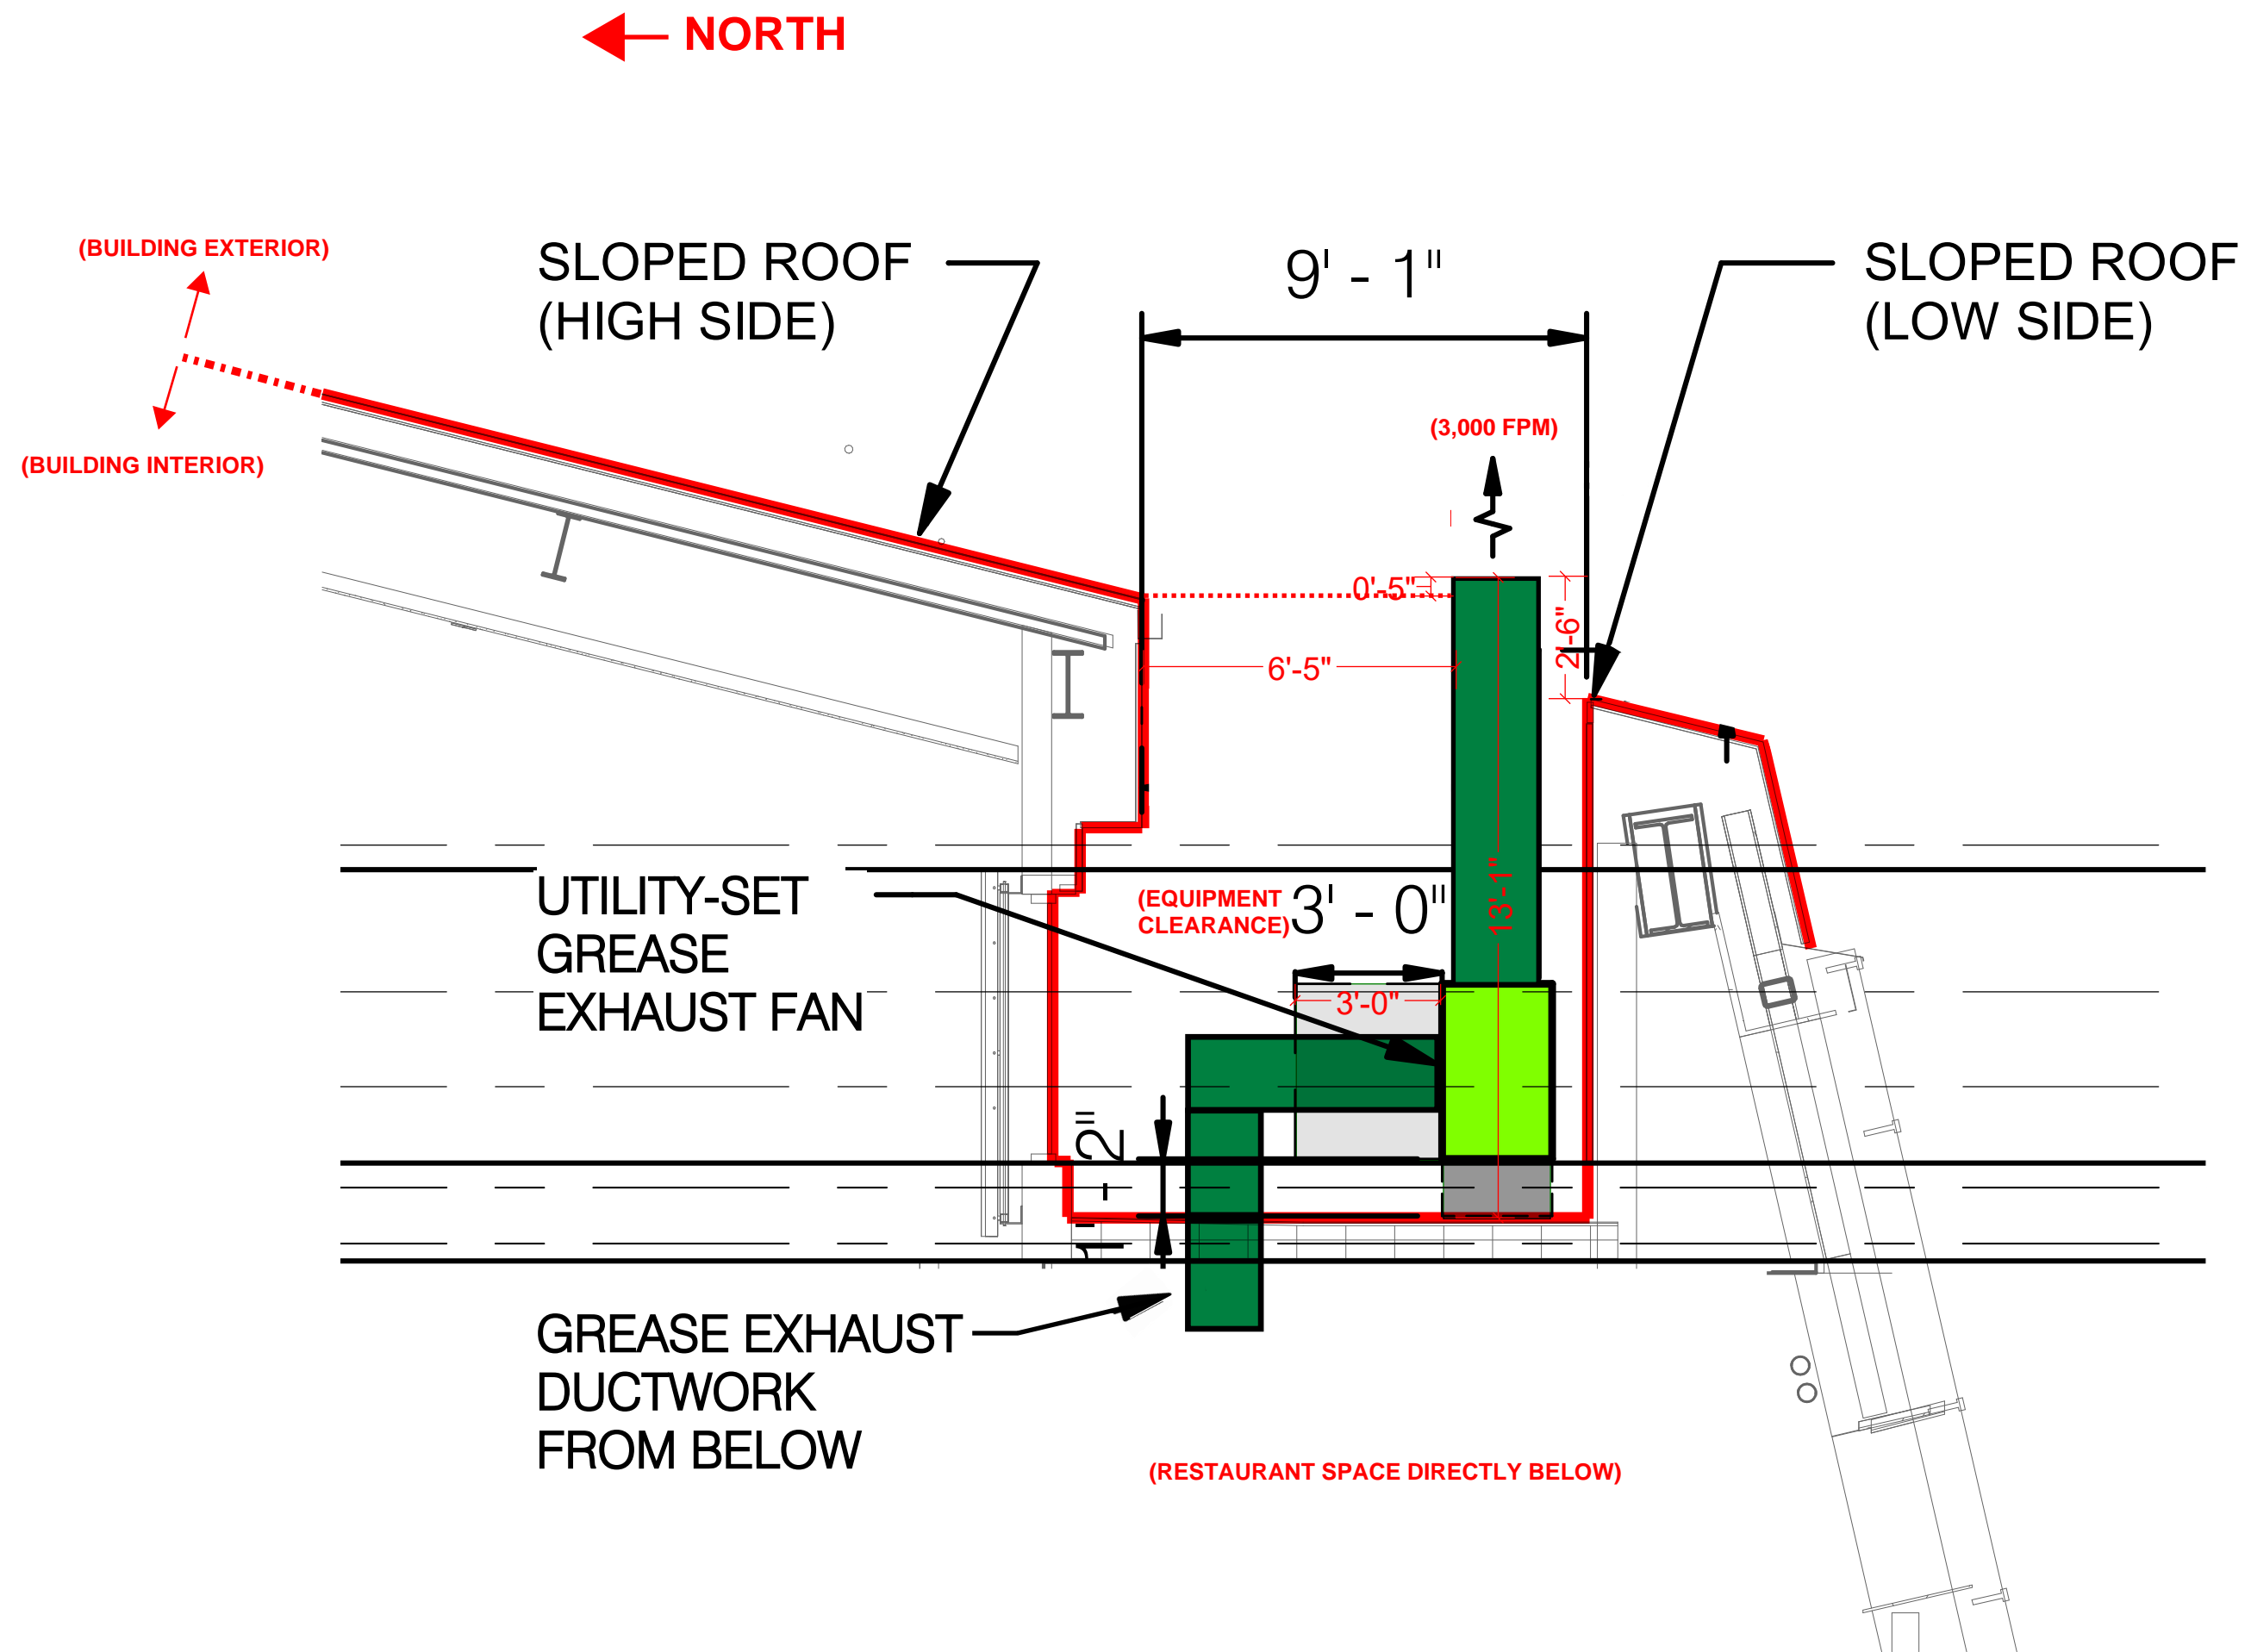 NORTH
(BUILDING EXTERIOR)
SLOPED ROOF
(HIGH SIDE)
9' - 1"
SLOPED ROOF
(LOW SIDE)
(3,000 FPM)
(BUILDING INTERIOR)
0'-5"
2'-6"
6'-5"
UTILITY-SET
GREASE
EXHAUST FAN
(EQUIPMENT
CLEARANCE)
3' - 0"
13'-1"
3'-0"
1' - 2"
GREASE EXHAUST
DUCTWORK
FROM BELOW
(RESTAURANT SPACE DIRECTLY BELOW)